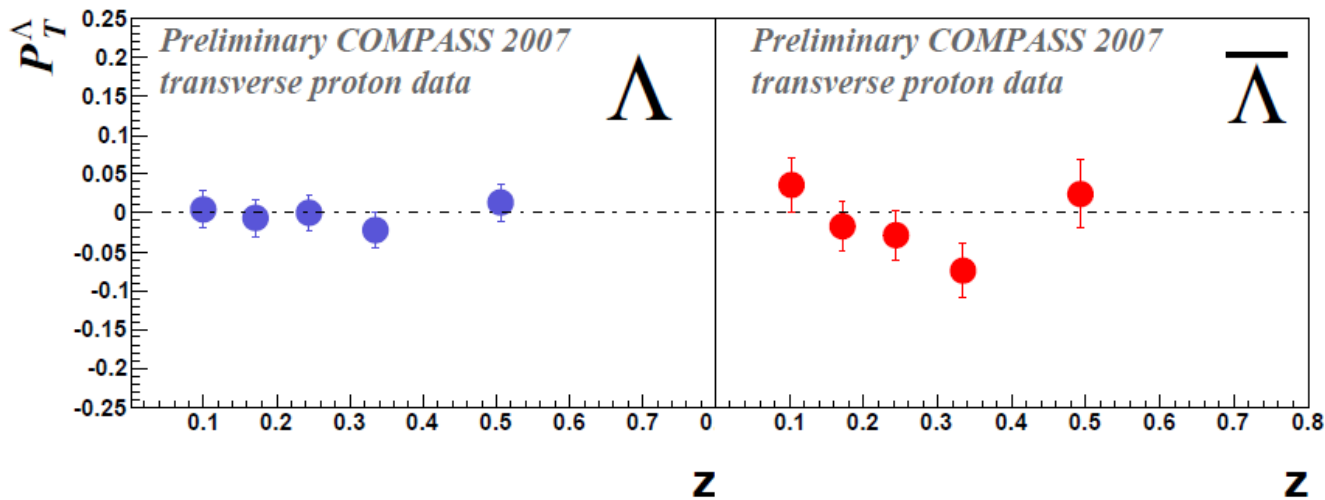 P_T^Λ
0.25
0.2
0.15
0.1
0.05
0
-0.05
-0.1
-0.15
-0.2
-0.25
Preliminary COMPASS 2007
transverse proton data
Λ
0.1 0.2 0.3 0.4 0.5 0.6 0.7 0
z
Preliminary COMPASS 2007
transverse proton data
Λ̅
0.1 0.2 0.3 0.4 0.5 0.6 0.7 0.8
z